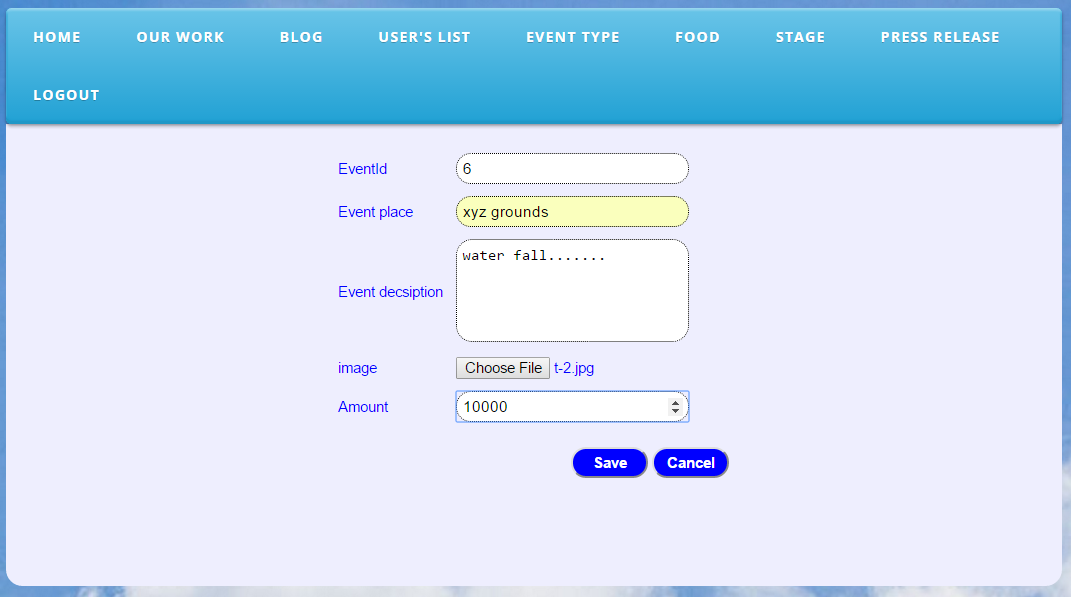 HOME OUR WORK BLOG USER'S LIST EVENT TYPE FOOD STAGE PRESS RELEASE
LOGOUT
EventId 6
Event place xyz grounds
water fall.......
Event decsiption
image Choose File t-2.jpg
Amount 10000
Save Cancel